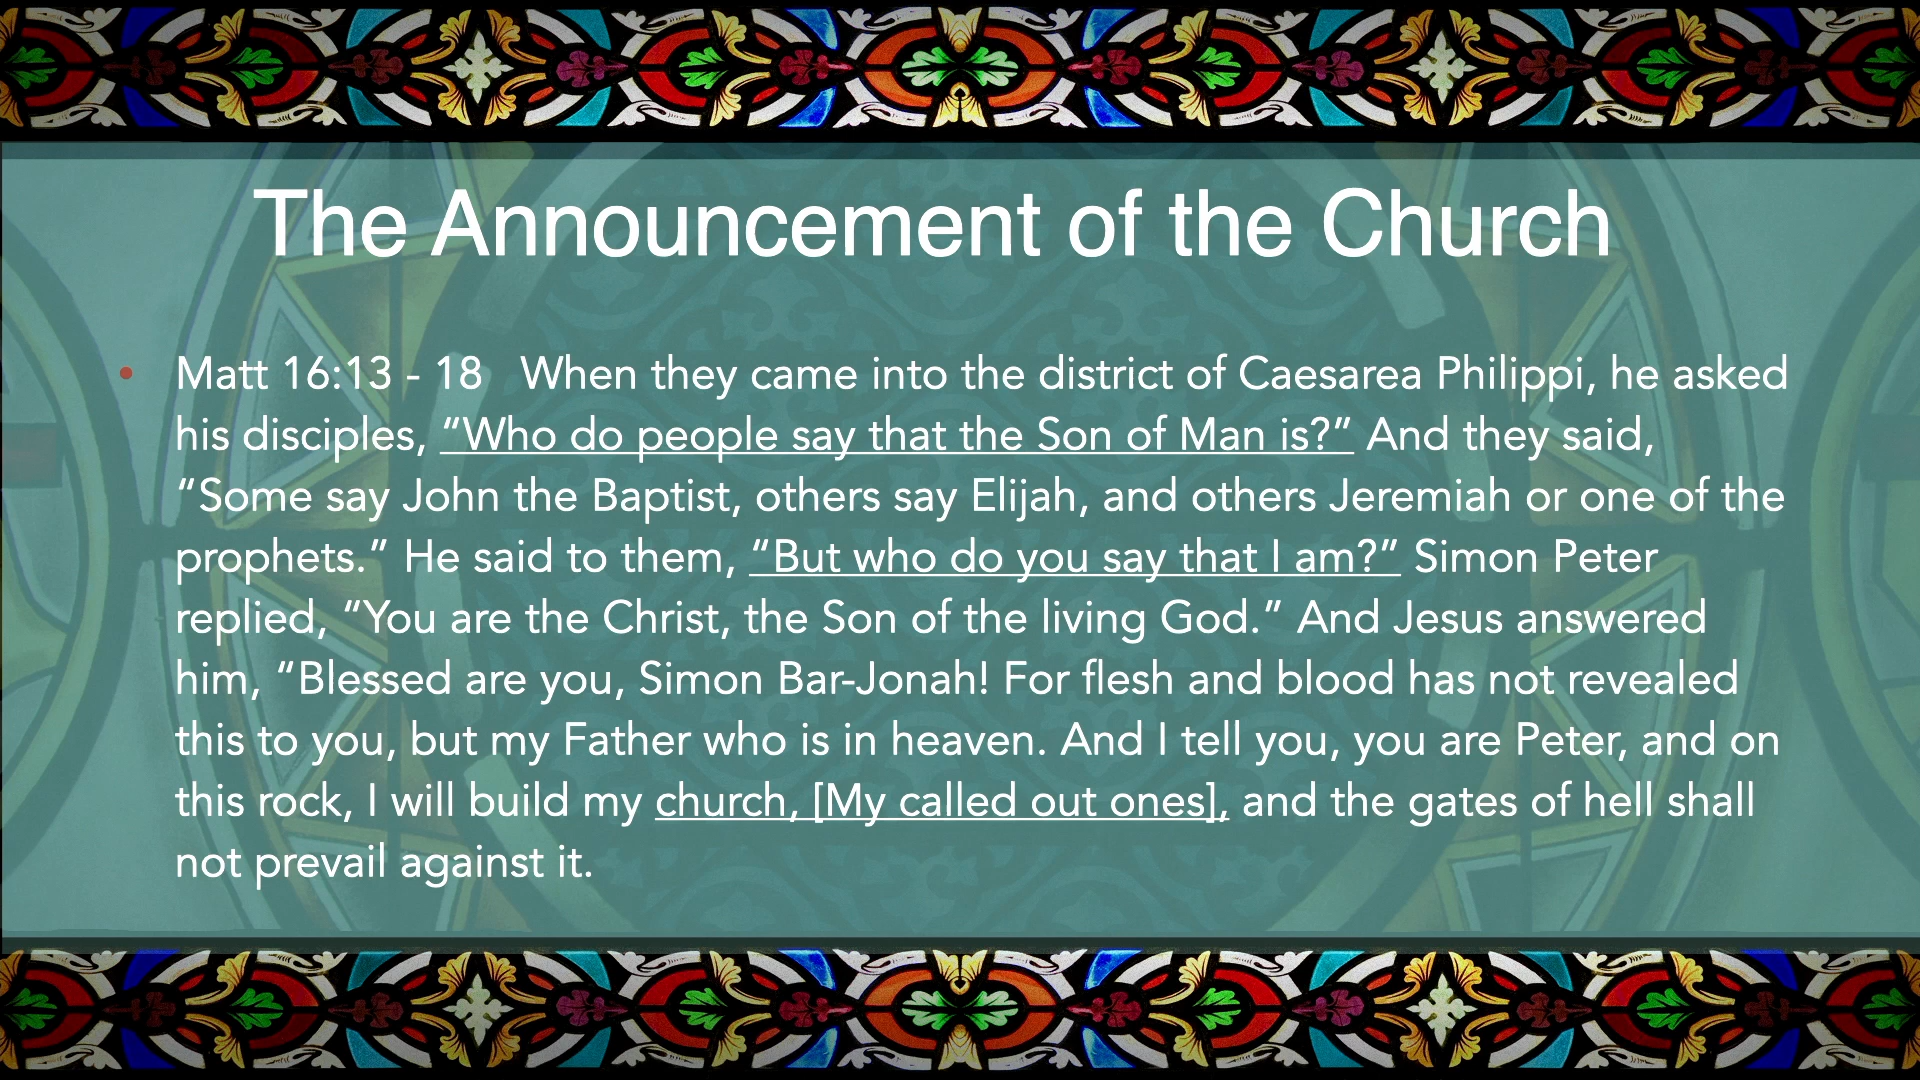 The Announcement of the Church
• Matt 16:13 - 18   When they came into the district of Caesarea Philippi, he asked
his disciples, “Who do people say that the Son of Man is?” And they said,
“Some say John the Baptist, others say Elijah, and others Jeremiah or one of the
prophets.” He said to them, “But who do you say that I am?” Simon Peter
replied, “You are the Christ, the Son of the living God.” And Jesus answered
him, “Blessed are you, Simon Bar-Jonah! For flesh and blood has not revealed
this to you, but my Father who is in heaven. And I tell you, you are Peter, and on
this rock, I will build my church, [My called out ones], and the gates of hell shall
not prevail against it.